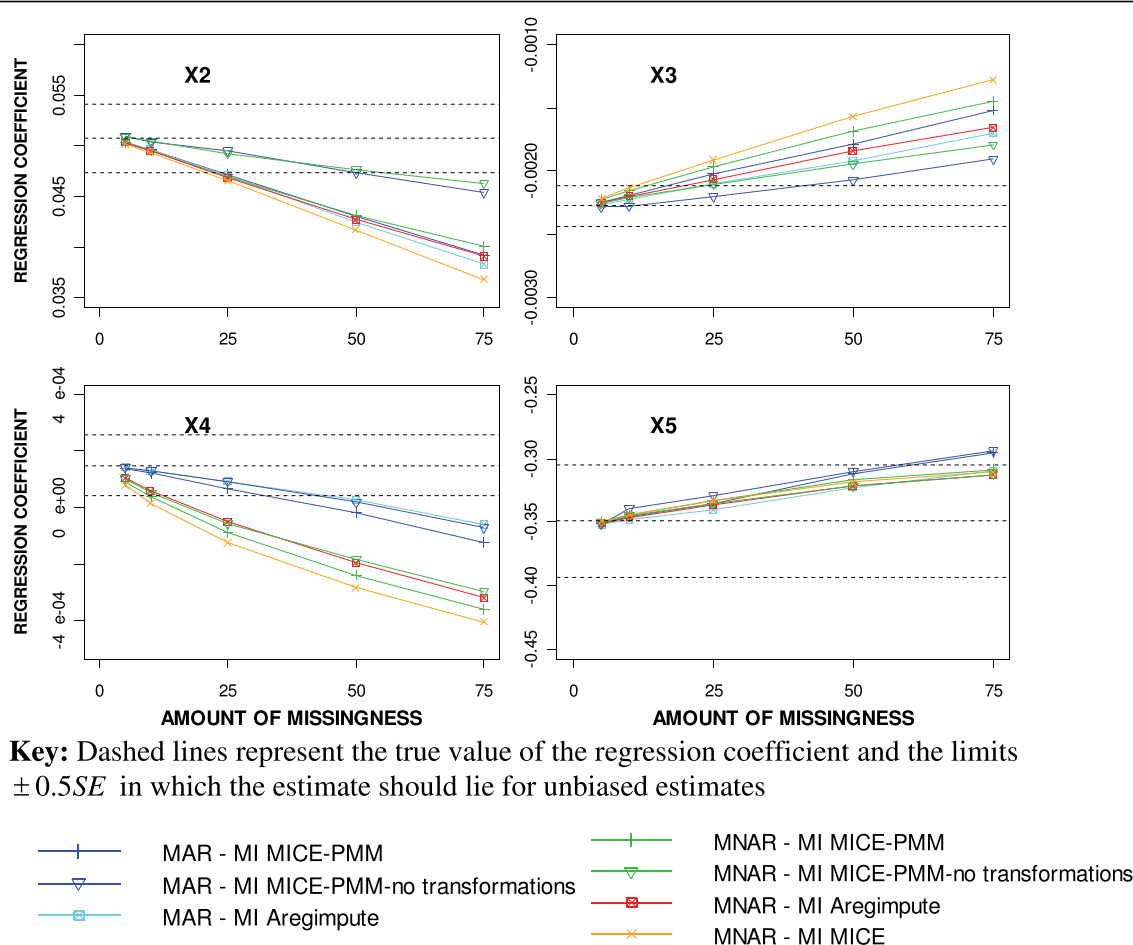 X2
X3
REGRESSION COEFFICIENT
0.035 0.045 0.055
-0.0030 -0.0020 -0.0010
0 25 50 75
0 25 50 75
X4
X5
REGRESSION COEFFICIENT
-4 e-04 0 e+00 4 e-04
-0.45 -0.40 -0.35 -0.30 -0.25
0 25 50 75
0 25 50 75
AMOUNT OF MISSINGNESS
AMOUNT OF MISSINGNESS
Key: Dashed lines represent the true value of the regression coefficient and the limits
±0.5SE in which the estimate should lie for unbiased estimates
MAR - MI MICE-PMM
MAR - MI MICE-PMM-no transformations
MAR - MI Aregimpute
MNAR - MI MICE-PMM
MNAR - MI MICE-PMM-no transformations
MNAR - MI Aregimpute
MNAR - MI MICE